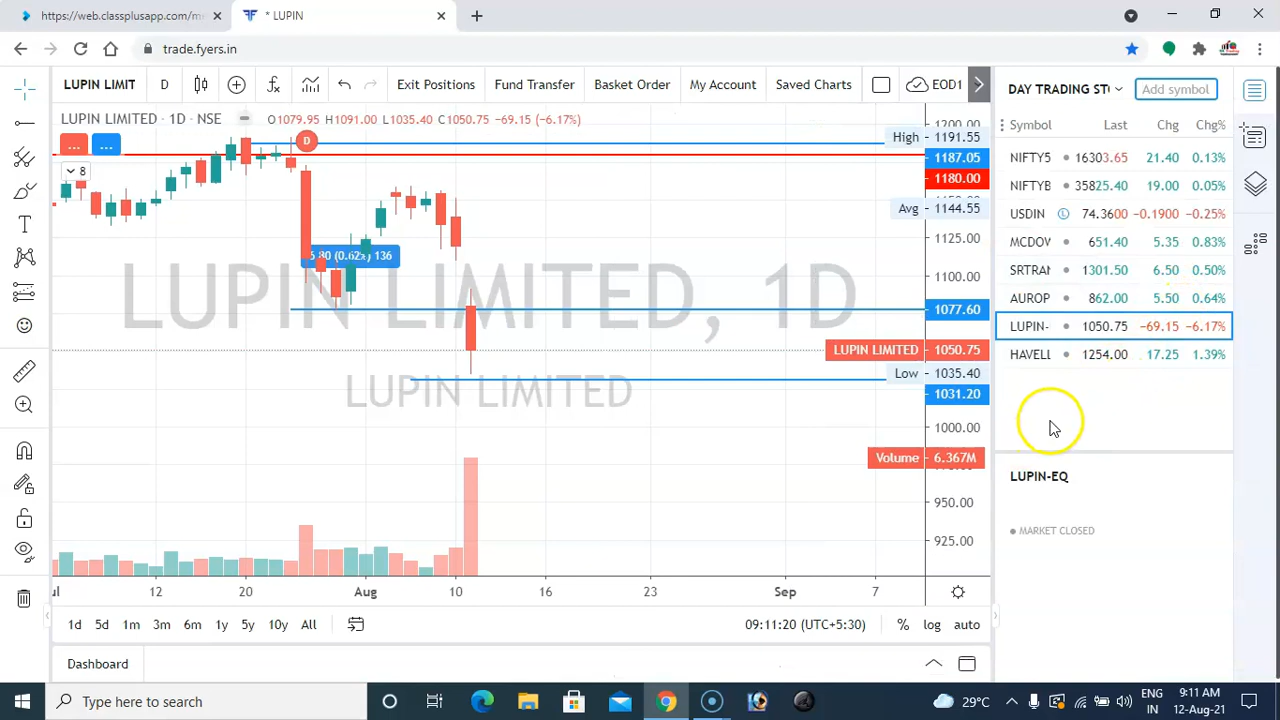 https://web.classplusapp.com/m
* LUPIN
trade.fyers.in
LUPIN LIMIT
D
Exit Positions
Fund Transfer
Basket Order
My Account
Saved Charts
EOD1
DAY TRADING ST
Add symbol
LUPIN LIMITED · 1D · NSE
O1079.95 H1091.00 L1035.40 C1050.75 −69.15 (−6.17%)
...
...
8
D
.80 (0.62%) 136
LUPIN LIMITED, 1D
LUPIN LIMITED
1200.00
High 1191.55
1187.05
1180.00
Avg 1144.55
1125.00
1100.00
1077.60
LUPIN LIMITED 1050.75
Low 1035.40
1031.20
1000.00
Volume 6.367M
950.00
925.00
Symbol Last Chg Chg%
NIFTY5 16303.65 21.40 0.13%
NIFTYB 35825.40 19.00 0.05%
USDIN L 74.3600 −0.1900 −0.25%
MCDOV 651.40 5.35 0.83%
SRTRAN 1301.50 6.50 0.50%
AUROP 862.00 5.50 0.64%
LUPIN- 1050.75 −69.15 −6.17%
HAVELL 1254.00 17.25 1.39%
LUPIN-EQ
MARKET CLOSED
12 20 Aug 10 16 23 Sep 7
1d 5d 1m 3m 6m 1y 5y 10y All
09:11:20 (UTC+5:30)
% log auto
Dashboard
Type here to search
29°C
ENG
IN
9:11 AM
12-Aug-21